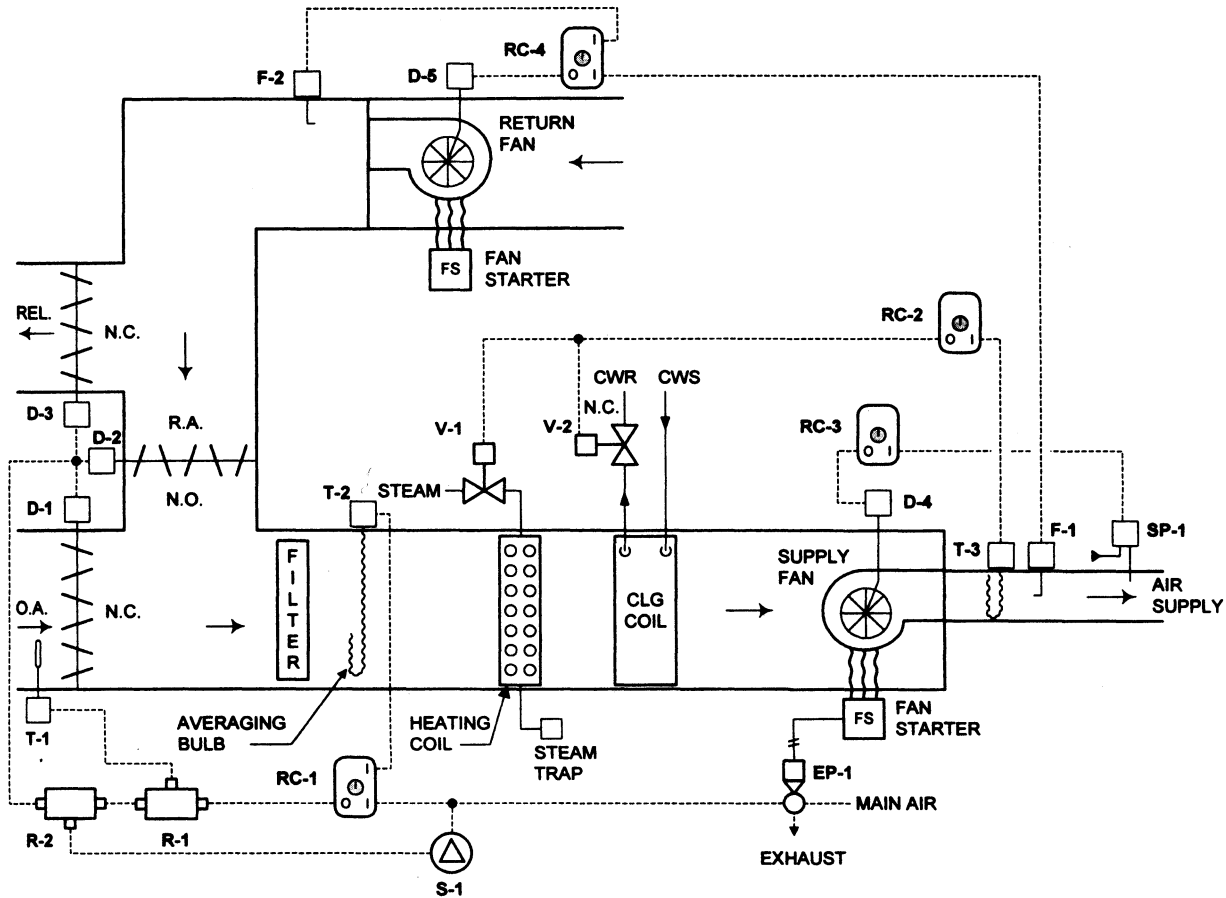 RC-4
I
O I
F-2
D-5
RETURN
FAN
FS
FAN
STARTER
RC-2
O I
REL.
N.C.
CWR
CWS
N.C.
D-3
D-2
R.A.
V-1
V-2
RC-3
O I
N.O.
D-1
T-2
STEAM
D-4
T-3
F-1
SP-1
FILTER
SUPPLY
FAN
AIR
SUPPLY
O.A.
N.C.
CLG
COIL
T-1
AVERAGING
BULB
HEATING
COIL
STEAM
TRAP
FS
FAN
STARTER
RC-1
I
O I
EP-1
MAIN AIR
R-2
R-1
EXHAUST
S-1